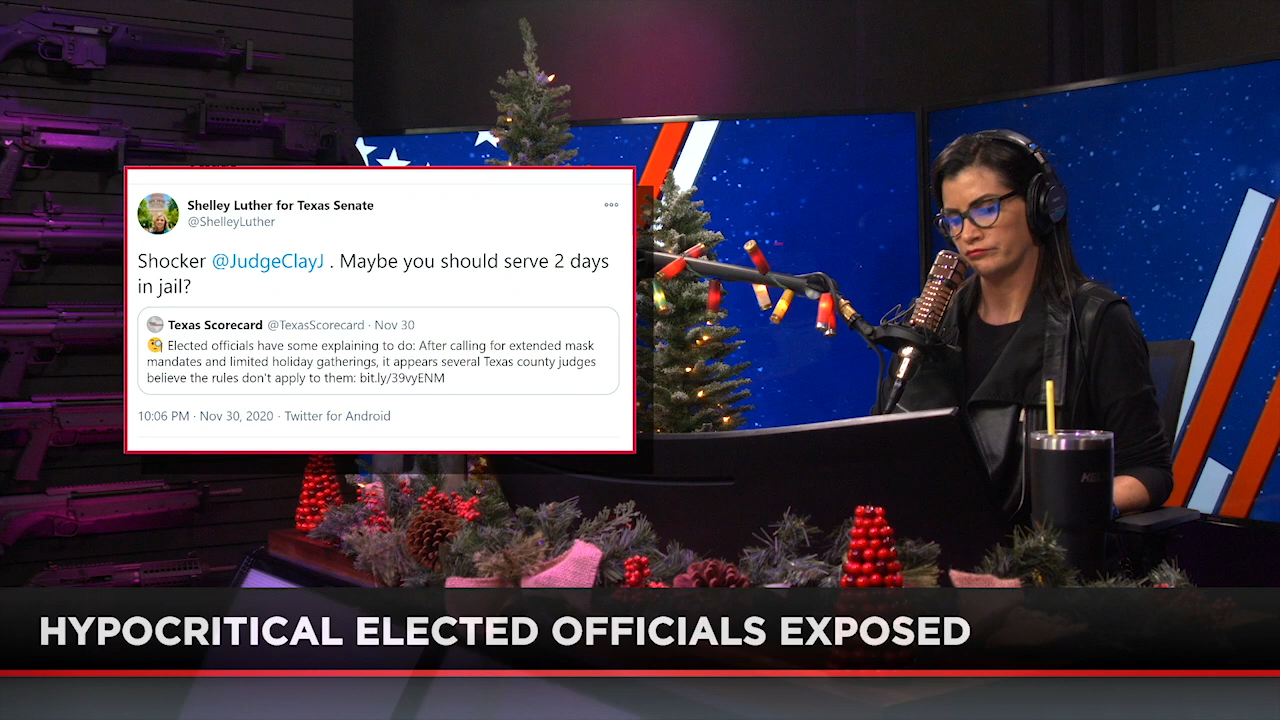 Shelley Luther for Texas Senate
@ShelleyLuther
Shocker @JudgeClayJ . Maybe you should serve 2 days
in jail?
Texas Scorecard @TexasScorecard · Nov 30
🧐 Elected officials have some explaining to do: After calling for extended mask
mandates and limited holiday gatherings, it appears several Texas county judges
believe the rules don't apply to them: bit.ly/39vyENM
10:06 PM · Nov 30, 2020 · Twitter for Android
HYPOCRITICAL ELECTED OFFICIALS EXPOSED